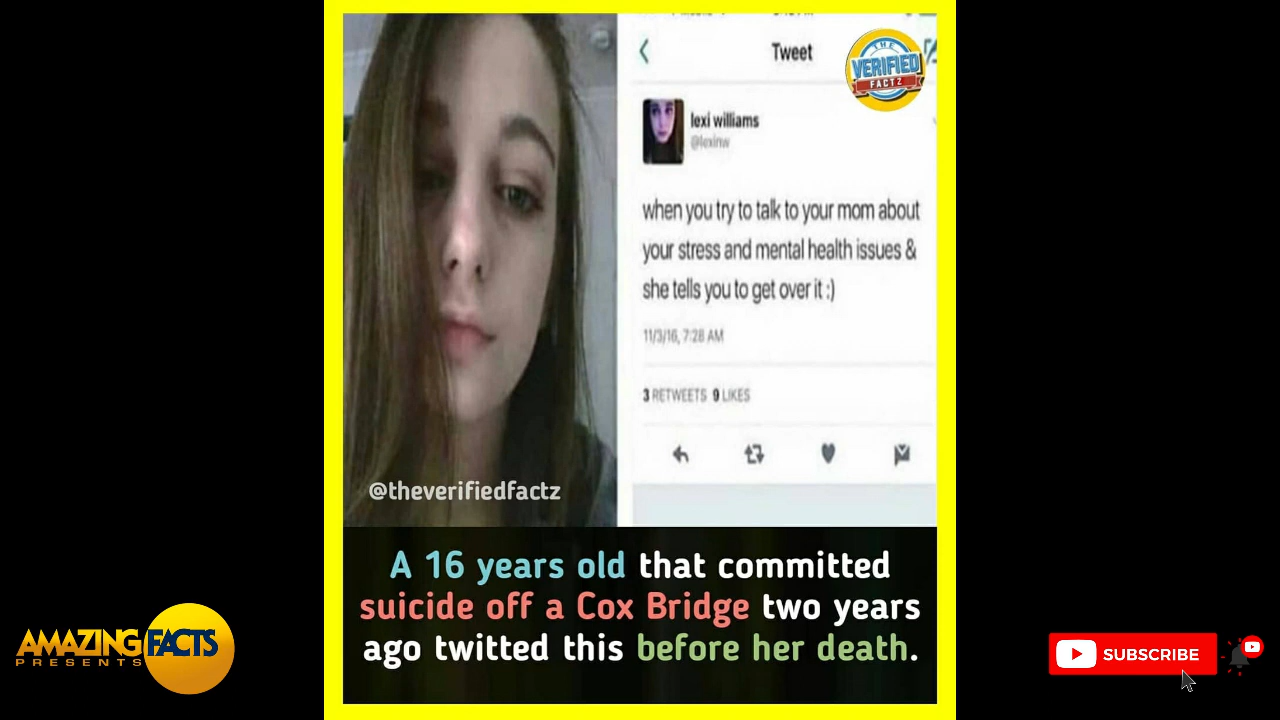 Tweet
THE
VERIFIED
FACTZ
lexi williams
@lexinw
when you try to talk to your mom about
your stress and mental health issues &
she tells you to get over it :)
11/3/16, 7:28 AM
3 RETWEETS 9 LIKES
@theverifiedfactz
A 16 years old that committed
suicide off a Cox Bridge two years
ago twitted this before her death.
AMAZING FACTS
PRESENTS
SUBSCRIBE